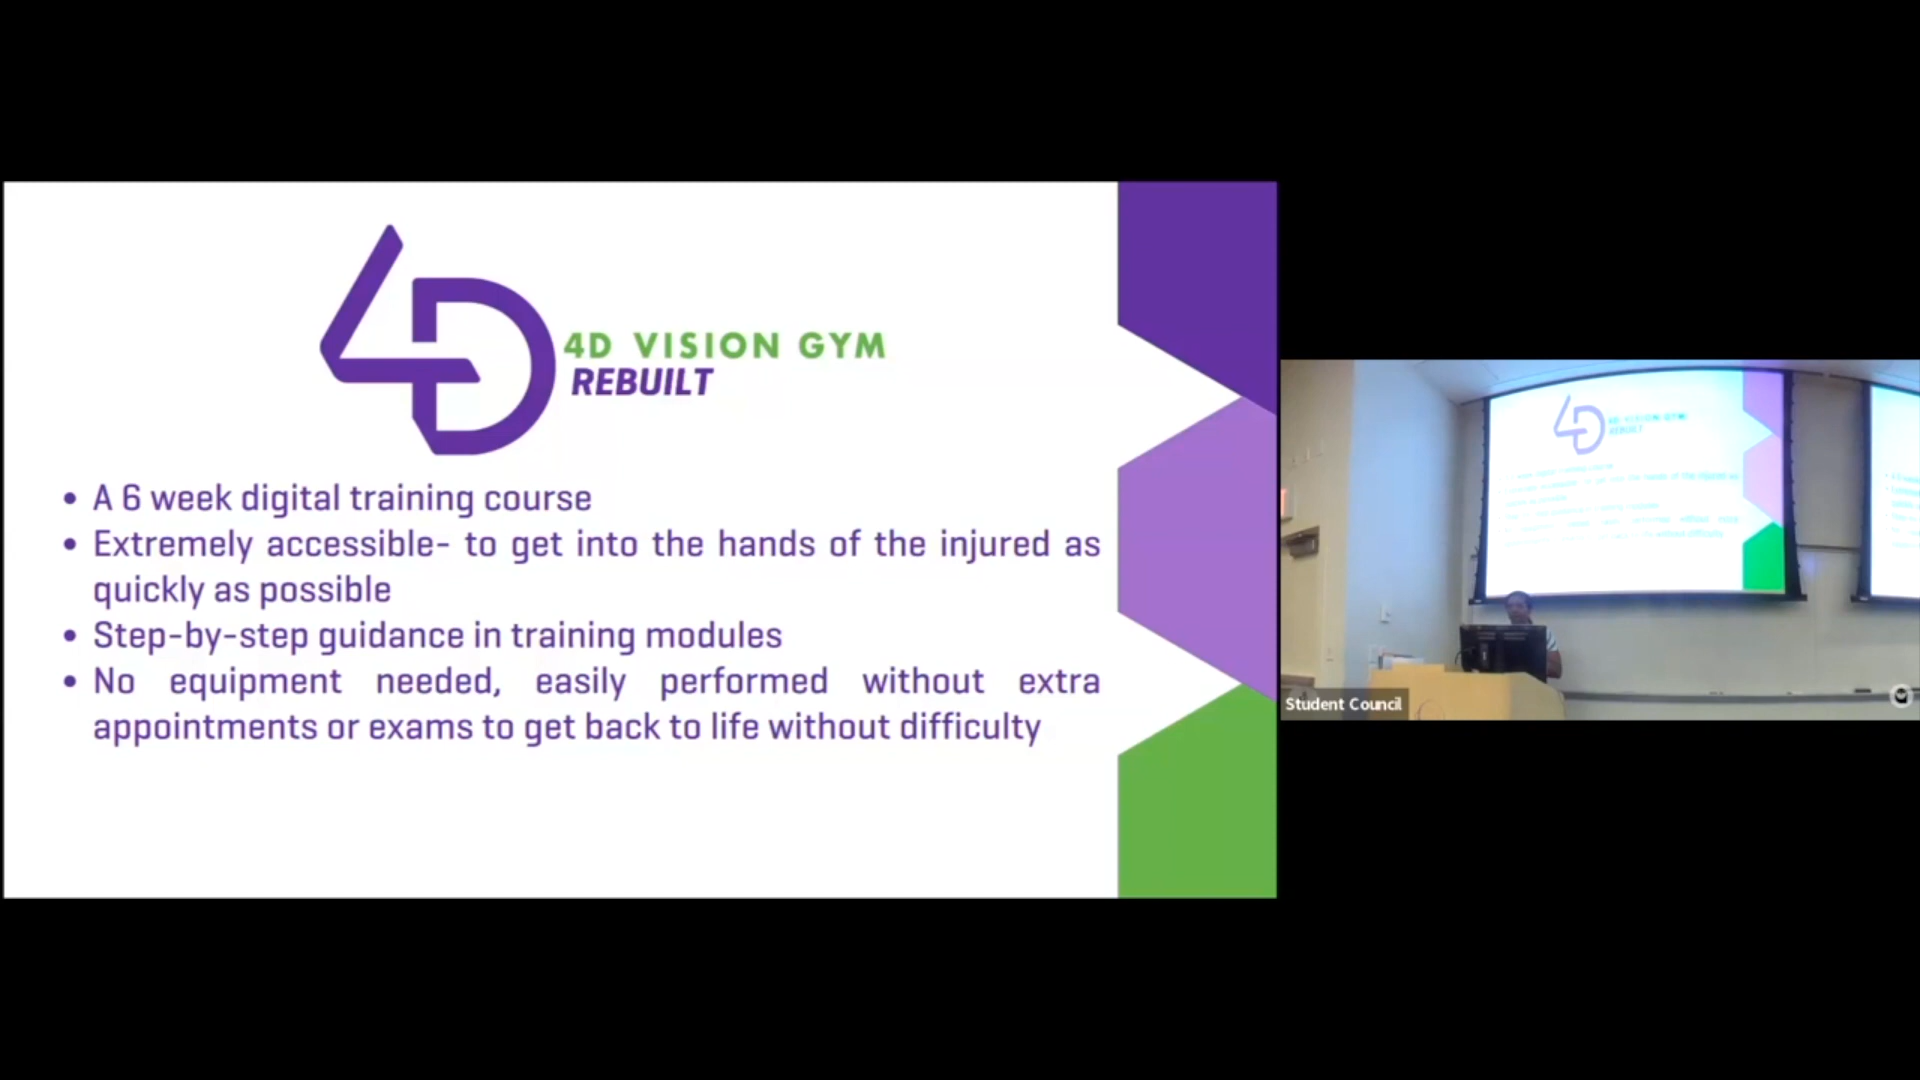 4D
4D VISION GYM
REBUILT
• A 6 week digital training course
• Extremely accessible- to get into the hands of the injured as
quickly as possible
• Step-by-step guidance in training modules
• No equipment needed, easily performed without extra
appointments or exams to get back to life without difficulty
4D
Student Council